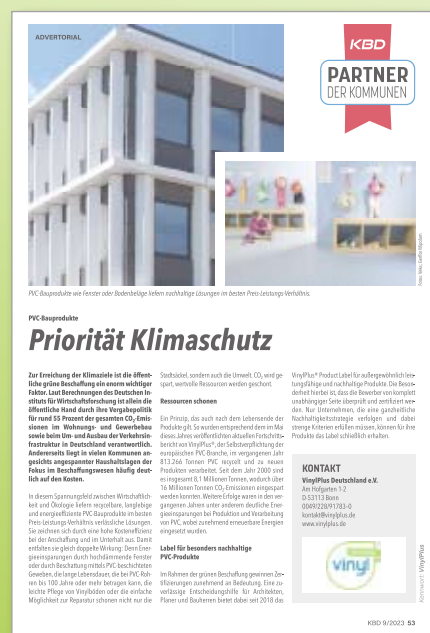 ADVERTORIAL
KBD
PARTNER
DER KOMMUNEN
PVC-Bauprodukte wie Fenster oder Bodenbeläge liefern nachhaltige Lösungen im besten Preis-Leistungs-Verhältnis.
PVC-Bauprodukte
Priorität Klimaschutz
Zur Erreichung der Klimaziele ist die öffent-
liche grüne Beschaffung ein enorm wichtiger
Faktor. Laut Berechnungen des Deutschen In-
stituts für Wirtschaftsforschung ist allein die
öffentliche Hand durch ihre Vergabepolitik
für rund 55 Prozent der gesamten CO₂-Emis-
sionen im Wohnungs- und Gewerbebau
sowie beim Um- und Ausbau der Verkehrsin-
frastruktur in Deutschland verantwortlich.
Andererseits liegt in vielen Kommunen an-
gesichts angespannter Haushaltslagen der
Fokus im Beschaffungswesen häufig deut-
lich auf den Kosten.
In diesem Spannungsfeld zwischen Wirtschaftlich-
keit und Ökologie liefern recycelbare, langlebige
und energieeffiziente PVC-Bauprodukte im besten
Preis-Leistungs-Verhältnis verlässliche Lösungen.
Sie zeichnen sich durch eine hohe Kosteneffizienz
bei der Anschaffung und im Unterhalt aus. Damit
entfalten sie gleich doppelte Wirkung: Denn Ener-
gieeinsparungen durch hochdämmende Fenster
oder durch Beschattung mittels PVC-beschichteten
Geweben, die lange Lebensdauer, die bei PVC-Roh-
ren bis 100 Jahre oder mehr betragen kann, die
leichte Pflege von Vinylböden oder die einfache
Möglichkeit zur Reparatur schonen nicht nur die
Stadtsäckel, sondern auch die Umwelt. CO₂ wird ge-
spart, wertvolle Ressourcen werden geschont.
Ressourcen schonen
Ein Prinzip, das auch nach dem Lebensende der
Produkte gilt. So wurden entsprechend dem im Mai
dieses Jahres veröffentlichten aktuellen Fortschritts-
bericht von VinylPlus®, der Selbstverpflichtung der
europäischen PVC-Branche, im vergangenen Jahr
813.266 Tonnen PVC recycelt und zu neuen
Produkten verarbeitet. Seit dem Jahr 2000 sind
es insgesamt 8,1 Millionen Tonnen, wodurch über
16 Millionen Tonnen CO₂-Emissionen eingespart
werden konnten. Weitere Erfolge waren in den ver-
gangenen Jahren unter anderem deutliche Ener-
gieeinsparungen bei Produktion und Verarbeitung
von PVC, wobei zunehmend erneuerbare Energien
eingesetzt wurden.
Label für besonders nachhaltige
PVC-Produkte
Im Rahmen der grünen Beschaffung gewinnen Zer-
tifizierungen zunehmend an Bedeutung. Eine zu-
verlässige Entscheidungshilfe für Architekten,
Planer und Bauherren bietet dabei seit 2018 das
VinylPlus® Product Label für außergewöhnlich leis-
tungsfähige und nachhaltige Produkte. Die Beson-
derheit hierbei ist, dass die Bewerber von komplett
unabhängiger Seite überprüft und zertifiziert wer-
den. Nur Unternehmen, die eine ganzheitliche
Nachhaltigkeitsstrategie verfolgen und dabei
strenge Kriterien erfüllen müssen, können für ihre
Produkte das Label schließlich erhalten.
KONTAKT
VinylPlus Deutschland e.V.
Am Hofgarten 1-2
D-53113 Bonn
0049/228/91783-0
kontakt@vinylplus.de
www.vinylplus.de
vinyl
Kennwort: VinylPlus
KBD 9/2023 53